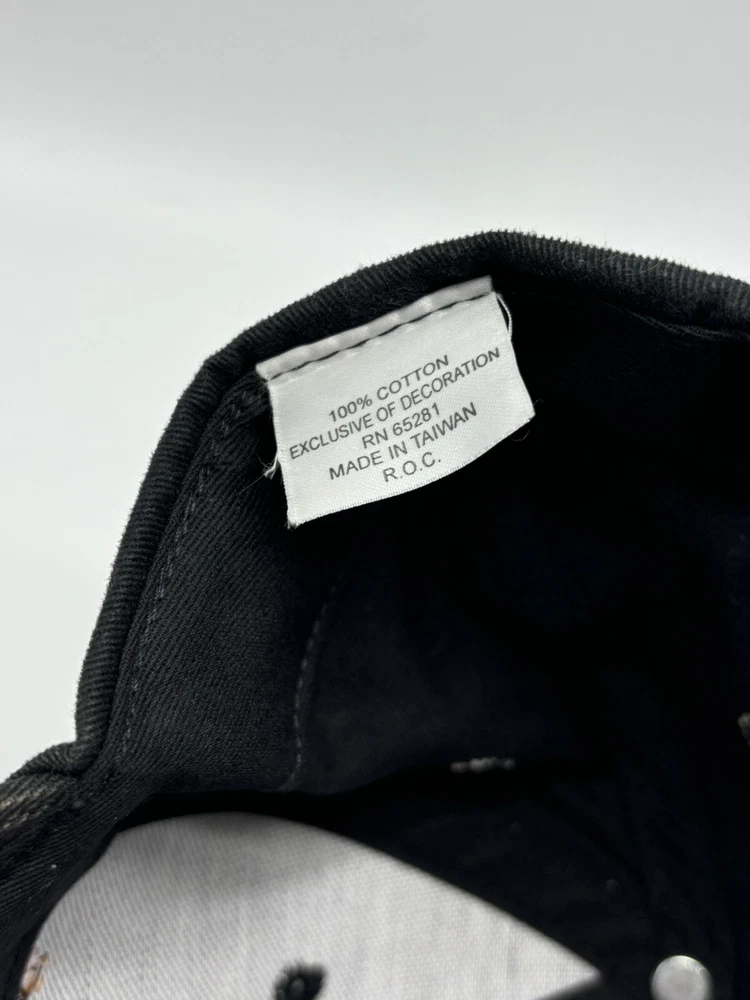 100% COTTON
EXCLUSIVE OF DECORATION
RN 65281
MADE IN TAIWAN
R.O.C.